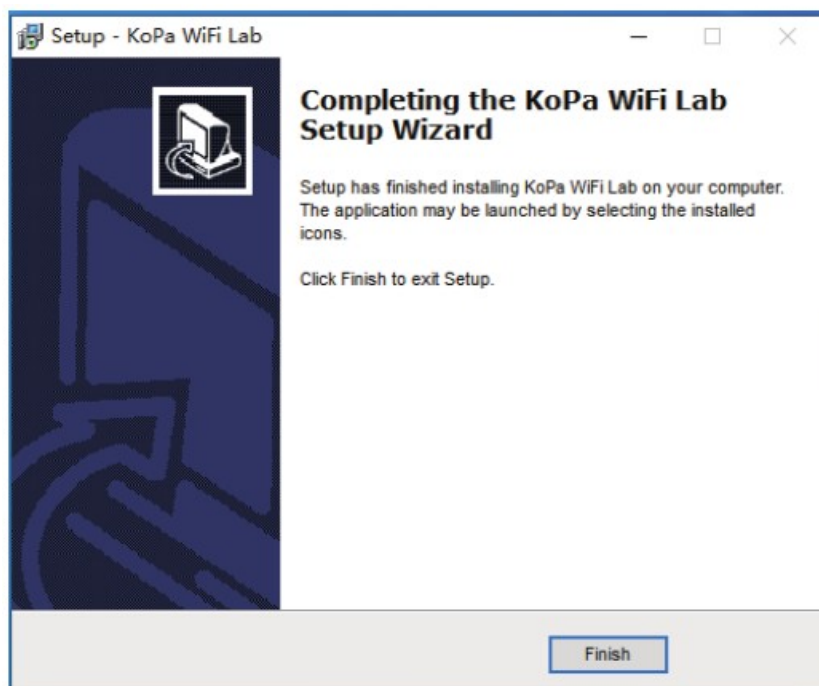 Setup - KoPa WiFi Lab
Completing the KoPa WiFi Lab
Setup Wizard
Setup has finished installing KoPa WiFi Lab on your computer.
The application may be launched by selecting the installed
icons.
Click Finish to exit Setup.
Finish